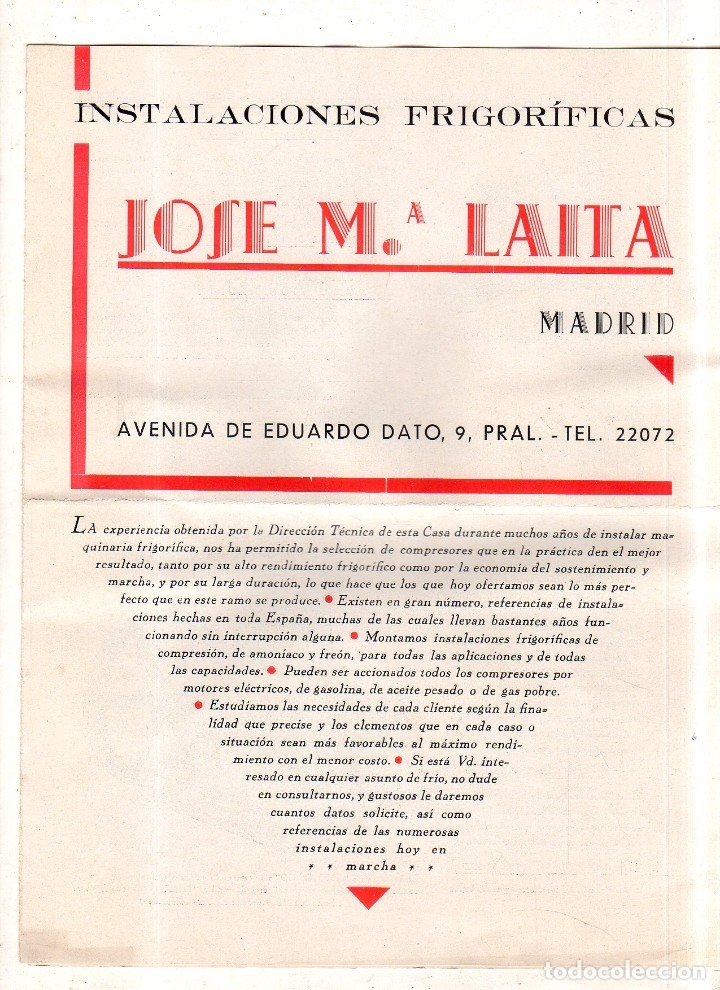 INSTALACIONES FRIGORÍFICAS
JOSE M.ª LAITA
MADRID
AVENIDA DE EDUARDO DATO, 9, PRAL. - TEL. 22072
LA experiencia obtenida por la Dirección Técnica de esta Casa durante muchos años de instalar ma-
quinaria frigorífica, nos ha permitido la selección de compresores que en la práctica den el mejor
resultado, tanto por su alto rendimiento frigorífico como por la economía del sostenimiento y
marcha, y por su larga duración, lo que hace que los que hoy ofertamos sean lo más per-
fecto que en este ramo se produce. • Existen en gran número, referencias de instala-
ciones hechas en toda España, muchas de las cuales llevan bastantes años fun-
cionando sin interrupción alguna. • Montamos instalaciones frigoríficas de
compresión, de amoníaco y freón, para todas las aplicaciones y de todas
las capacidades. • Pueden ser accionados todos los compresores por
motores eléctricos, de gasolina, de aceite pesado o de gas pobre.
• Estudiamos las necesidades de cada cliente según la fina-
lidad que precise y los elementos que en cada caso o
situación sean más favorables al máximo rendi-
miento con el menor costo. • Si está Vd. inte-
resado en cualquier asunto de frío, no dude
en consultarnos, y gustosos le daremos
cuantos datos solicite, así como
referencias de las numerosas
instalaciones hoy en
* * marcha * *
todocoleccion